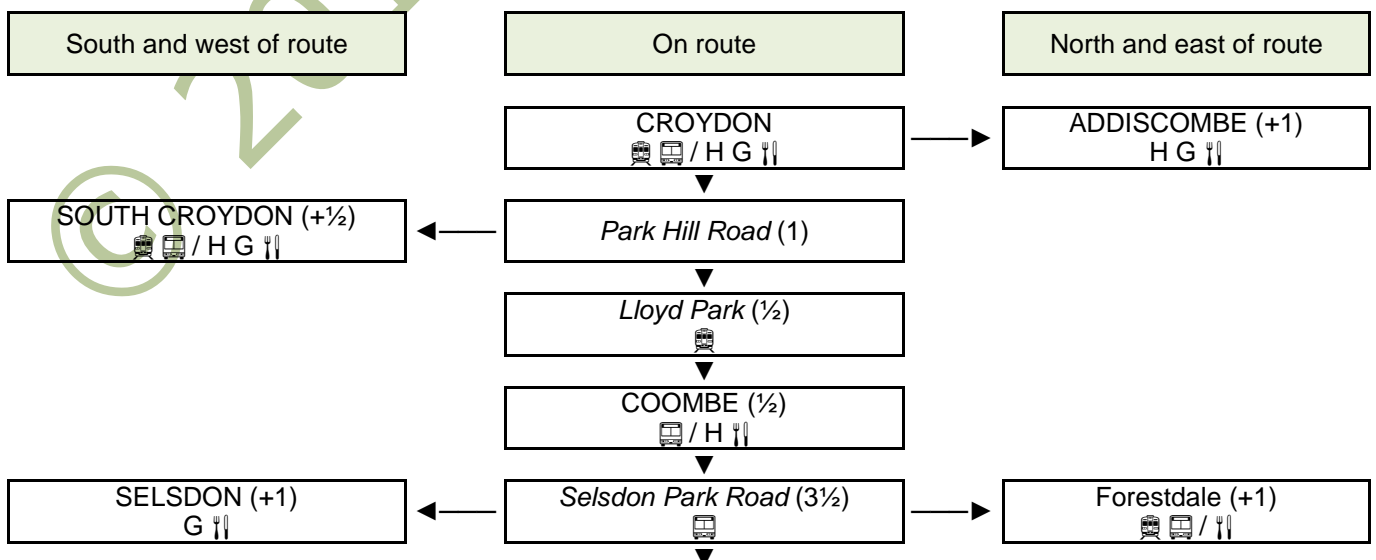 South and west of route
On route
North and east of route
CROYDON
/ H G
ADDISCOMBE (+1)
H G
SOUTH CROYDON (+½)
/ H G
Park Hill Road (1)
Lloyd Park (½)
COOMBE (½)
/ H
SELSDON (+1)
G
Selsdon Park Road (3½)
Forestdale (+1)
/
©